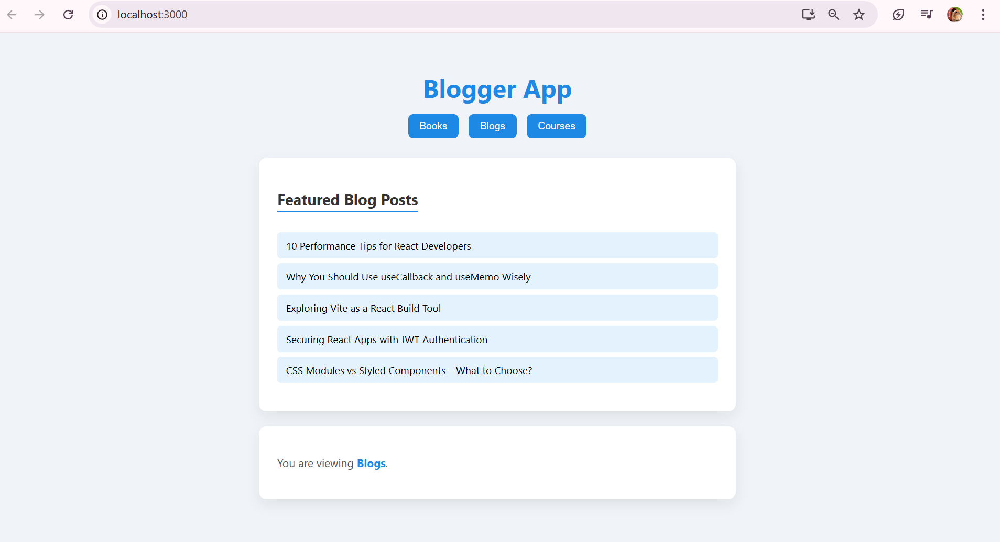 localhost:3000
Blogger App
Books Blogs Courses
Featured Blog Posts
10 Performance Tips for React Developers
Why You Should Use useCallback and useMemo Wisely
Exploring Vite as a React Build Tool
Securing React Apps with JWT Authentication
CSS Modules vs Styled Components – What to Choose?
You are viewing Blogs.